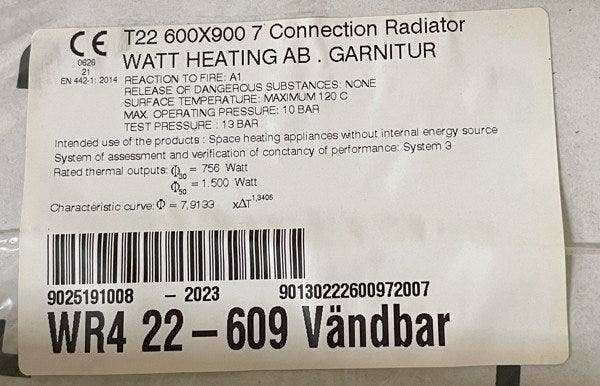 CE T22 600X900 7 Connection Radiator
WATT HEATING AB . GARNITUR
0626
21
EN 442-1: 2014
REACTION TO FIRE: A1
RELEASE OF DANGEROUS SUBSTANCES: NONE
SURFACE TEMPERATURE: MAXIMUM 120 C
MAX. OPERATING PRESSURE: 10 BAR
TEST PRESSURE : 13 BAR
Intended use of the products : Space heating appliances without internal energy source
System of assessment and verification of conctancy of performance: System 3
Rated thermal outputs: Φ30 = 756 Watt
Φ50 = 1.500 Watt
Characteristic curve: Φ = 7,9133 x∆T1,3406
9025191008 – 2023 90130222600972007
WR4 22–609 Vändbar